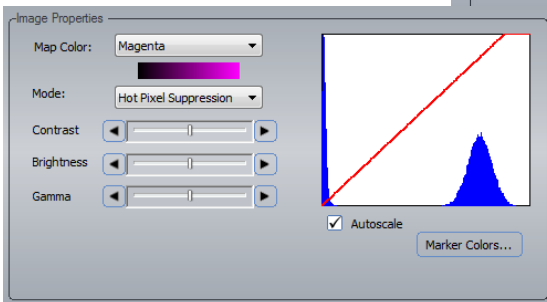 Image Properties
Map Color: Magenta
Mode: Hot Pixel Suppression
Contrast
Brightness
Gamma
Autoscale
Marker Colors...